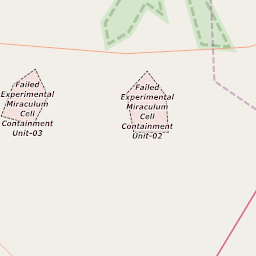 Failed
Experimental
Miraculum
Cell
Containment
Unit-03
Failed
Experimental
Miraculum
Cell
Containment
Unit-02